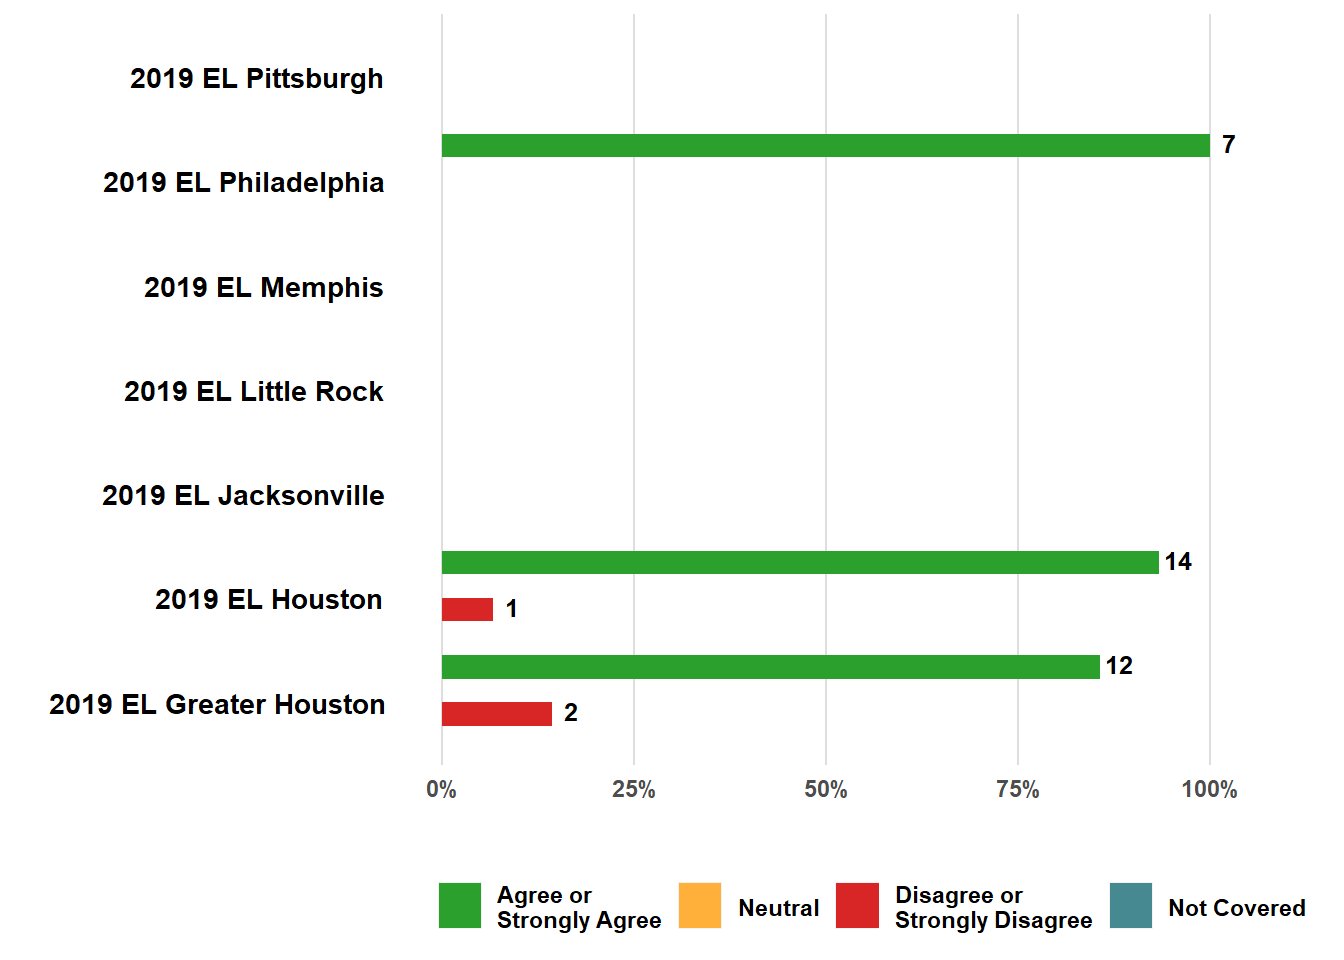 2019 EL Pittsburgh
7
2019 EL Philadelphia
2019 EL Memphis
2019 EL Little Rock
2019 EL Jacksonville
14
2019 EL Houston
1
12
2019 EL Greater Houston
2
0% 25% 50% 75% 100%
Agree or
Strongly Agree
Neutral
Disagree or
Strongly Disagree
Not Covered